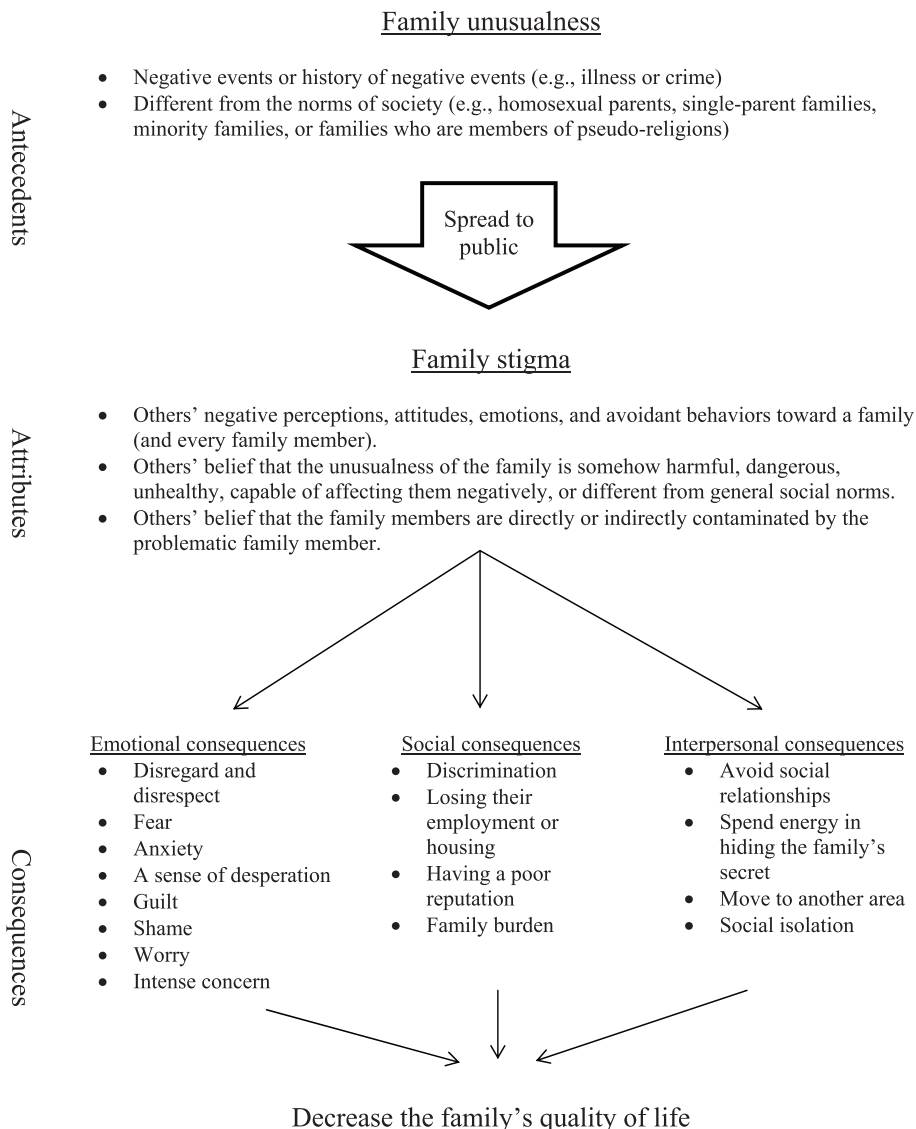 Family unusualness
Antecedents
• Negative events or history of negative events (e.g., illness or crime)
• Different from the norms of society (e.g., homosexual parents, single-parent families,
minority families, or families who are members of pseudo-religions)
Spread to
public
Family stigma
Attributes
• Others’ negative perceptions, attitudes, emotions, and avoidant behaviors toward a family
(and every family member).
• Others’ belief that the unusualness of the family is somehow harmful, dangerous,
unhealthy, capable of affecting them negatively, or different from general social norms.
• Others’ belief that the family members are directly or indirectly contaminated by the
problematic family member.
Consequences
Emotional consequences
• Disregard and
disrespect
• Fear
• Anxiety
• A sense of desperation
• Guilt
• Shame
• Worry
• Intense concern
Social consequences
• Discrimination
• Losing their
employment or
housing
• Having a poor
reputation
• Family burden
Interpersonal consequences
• Avoid social
relationships
• Spend energy in
hiding the family’s
secret
• Move to another area
• Social isolation
Decrease the family’s quality of life